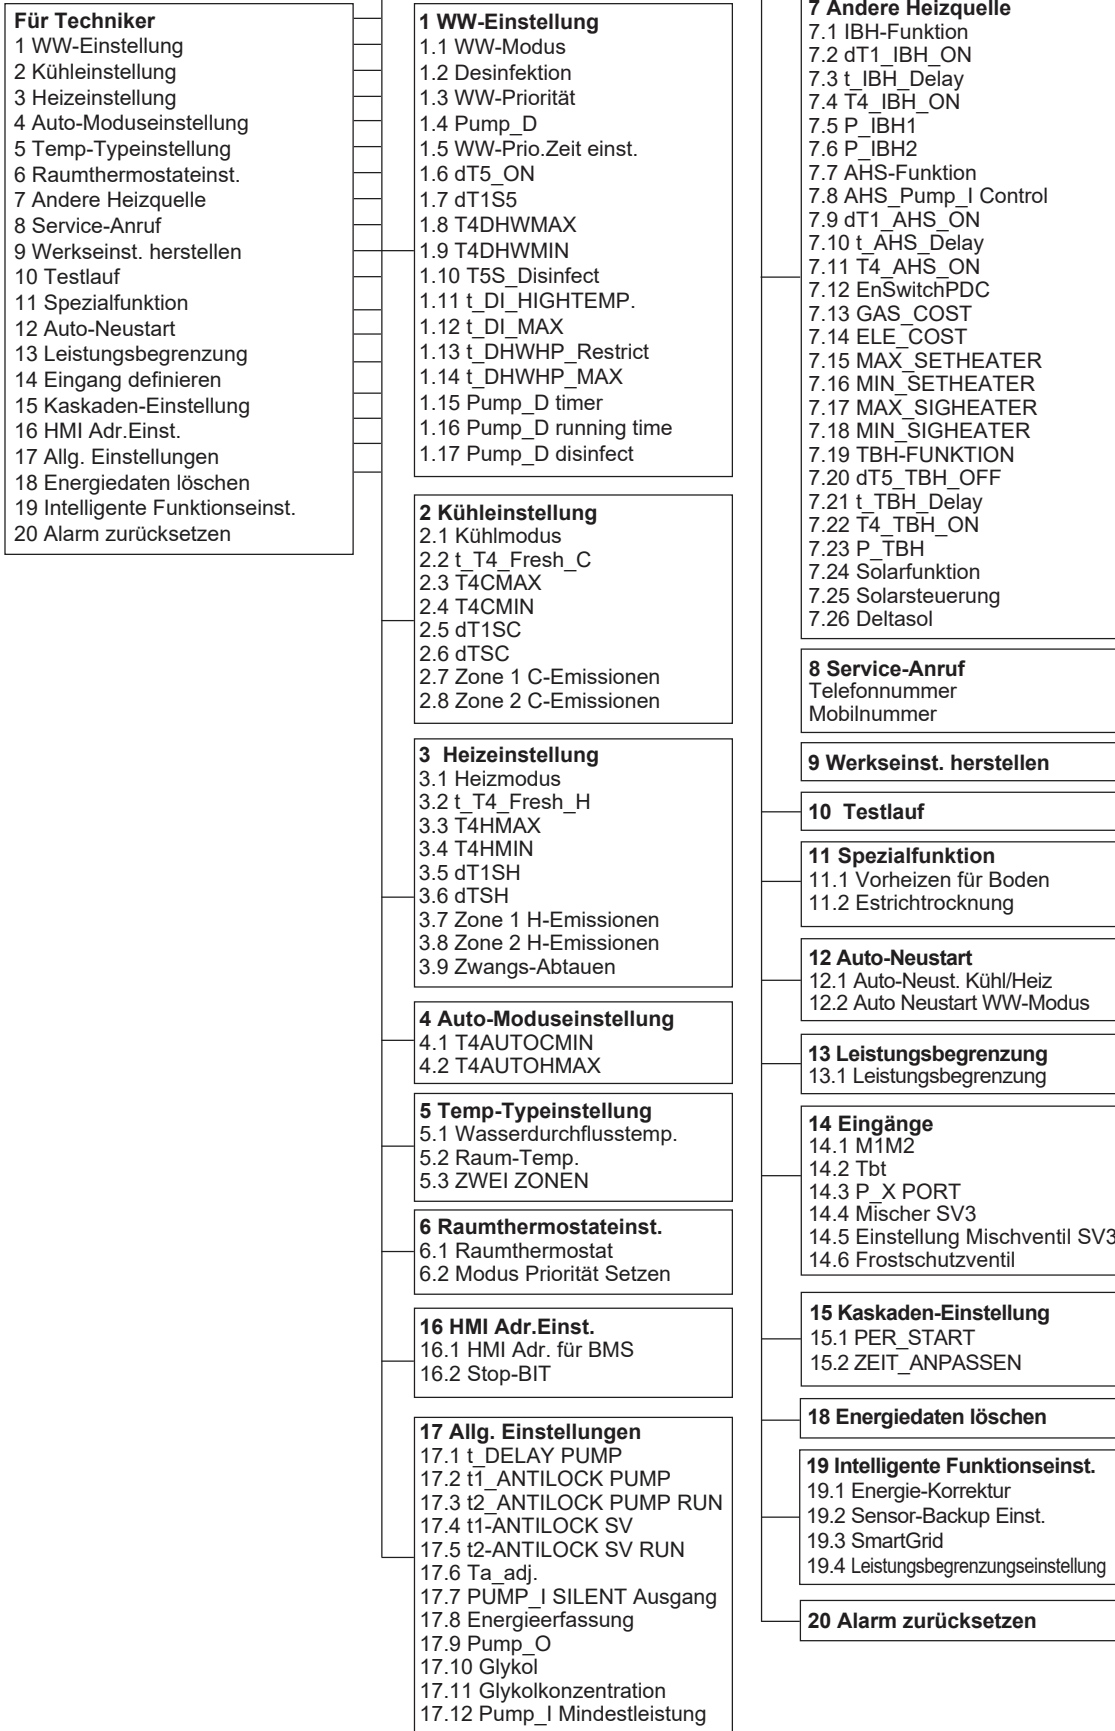 Für Techniker
1 WW-Einstellung
2 Kühleinstellung
3 Heizeinstellung
4 Auto-Moduseinstellung
5 Temp-Typeinstellung
6 Raumthermostateinst.
7 Andere Heizquelle
8 Service-Anruf
9 Werkseinst. herstellen
10 Testlauf
11 Spezialfunktion
12 Auto-Neustart
13 Leistungsbegrenzung
14 Eingang definieren
15 Kaskaden-Einstellung
16 HMI Adr.Einst.
17 Allg. Einstellungen
18 Energiedaten löschen
19 Intelligente Funktionseinst.
20 Alarm zurücksetzen
1 WW-Einstellung
1.1 WW-Modus
1.2 Desinfektion
1.3 WW-Priorität
1.4 Pump_D
1.5 WW-Prio.Zeit einst.
1.6 dT5_ON
1.7 dT1S5
1.8 T4DHWMAX
1.9 T4DHWMIN
1.10 T5S_Disinfect
1.11 t_DI_HIGHTEMP.
1.12 t_DI_MAX
1.13 t_DHWHP_Restrict
1.14 t_DHWHP_MAX
1.15 Pump_D timer
1.16 Pump_D running time
1.17 Pump_D disinfect
2 Kühleinstellung
2.1 Kühlmodus
2.2 t_T4_Fresh_C
2.3 T4CMAX
2.4 T4CMIN
2.5 dT1SC
2.6 dTSC
2.7 Zone 1 C-Emissionen
2.8 Zone 2 C-Emissionen
3 Heizeinstellung
3.1 Heizmodus
3.2 t_T4_Fresh_H
3.3 T4HMAX
3.4 T4HMIN
3.5 dT1SH
3.6 dTSH
3.7 Zone 1 H-Emissionen
3.8 Zone 2 H-Emissionen
3.9 Zwangs-Abtauen
4 Auto-Moduseinstellung
4.1 T4AUTOCMIN
4.2 T4AUTOHMAX
5 Temp-Typeinstellung
5.1 Wasserdurchflusstemp.
5.2 Raum-Temp.
5.3 ZWEI ZONEN
6 Raumthermostateinst.
6.1 Raumthermostat
6.2 Modus Priorität Setzen
16 HMI Adr.Einst.
16.1 HMI Adr. für BMS
16.2 Stop-BIT
17 Allg. Einstellungen
17.1 t_DELAY PUMP
17.2 t1_ANTILOCK PUMP
17.3 t2_ANTILOCK PUMP RUN
17.4 t1-ANTILOCK SV
17.5 t2-ANTILOCK SV RUN
17.6 Ta_adj.
17.7 PUMP_I SILENT Ausgang
17.8 Energieerfassung
17.9 Pump_O
17.10 Glykol
17.11 Glykolkonzentration
17.12 Pump_I Mindestleistung
7 Andere Heizquelle
7.1 IBH-Funktion
7.2 dT1_IBH_ON
7.3 t_IBH_Delay
7.4 T4_IBH_ON
7.5 P_IBH1
7.6 P_IBH2
7.7 AHS-Funktion
7.8 AHS_Pump_I Control
7.9 dT1_AHS_ON
7.10 t_AHS_Delay
7.11 T4_AHS_ON
7.12 EnSwitchPDC
7.13 GAS_COST
7.14 ELE_COST
7.15 MAX_SETHEATER
7.16 MIN_SETHEATER
7.17 MAX_SIGHEATER
7.18 MIN_SIGHEATER
7.19 TBH-FUNKTION
7.20 dT5_TBH_OFF
7.21 t_TBH_Delay
7.22 T4_TBH_ON
7.23 P_TBH
7.24 Solarfunktion
7.25 Solarsteuerung
7.26 Deltasol
8 Service-Anruf
Telefonnummer
Mobilnummer
9 Werkseinst. herstellen
10 Testlauf
11 Spezialfunktion
11.1 Vorheizen für Boden
11.2 Estrichtrocknung
12 Auto-Neustart
12.1 Auto-Neust. Kühl/Heiz
12.2 Auto Neustart WW-Modus
13 Leistungsbegrenzung
13.1 Leistungsbegrenzung
14 Eingänge
14.1 M1M2
14.2 Tbt
14.3 P_X PORT
14.4 Mischer SV3
14.5 Einstellung Mischventil SV3
14.6 Frostschutzventil
15 Kaskaden-Einstellung
15.1 PER_START
15.2 ZEIT_ANPASSEN
18 Energiedaten löschen
19 Intelligente Funktionseinst.
19.1 Energie-Korrektur
19.2 Sensor-Backup Einst.
19.3 SmartGrid
19.4 Leistungsbegrenzungseinstellung
20 Alarm zurücksetzen